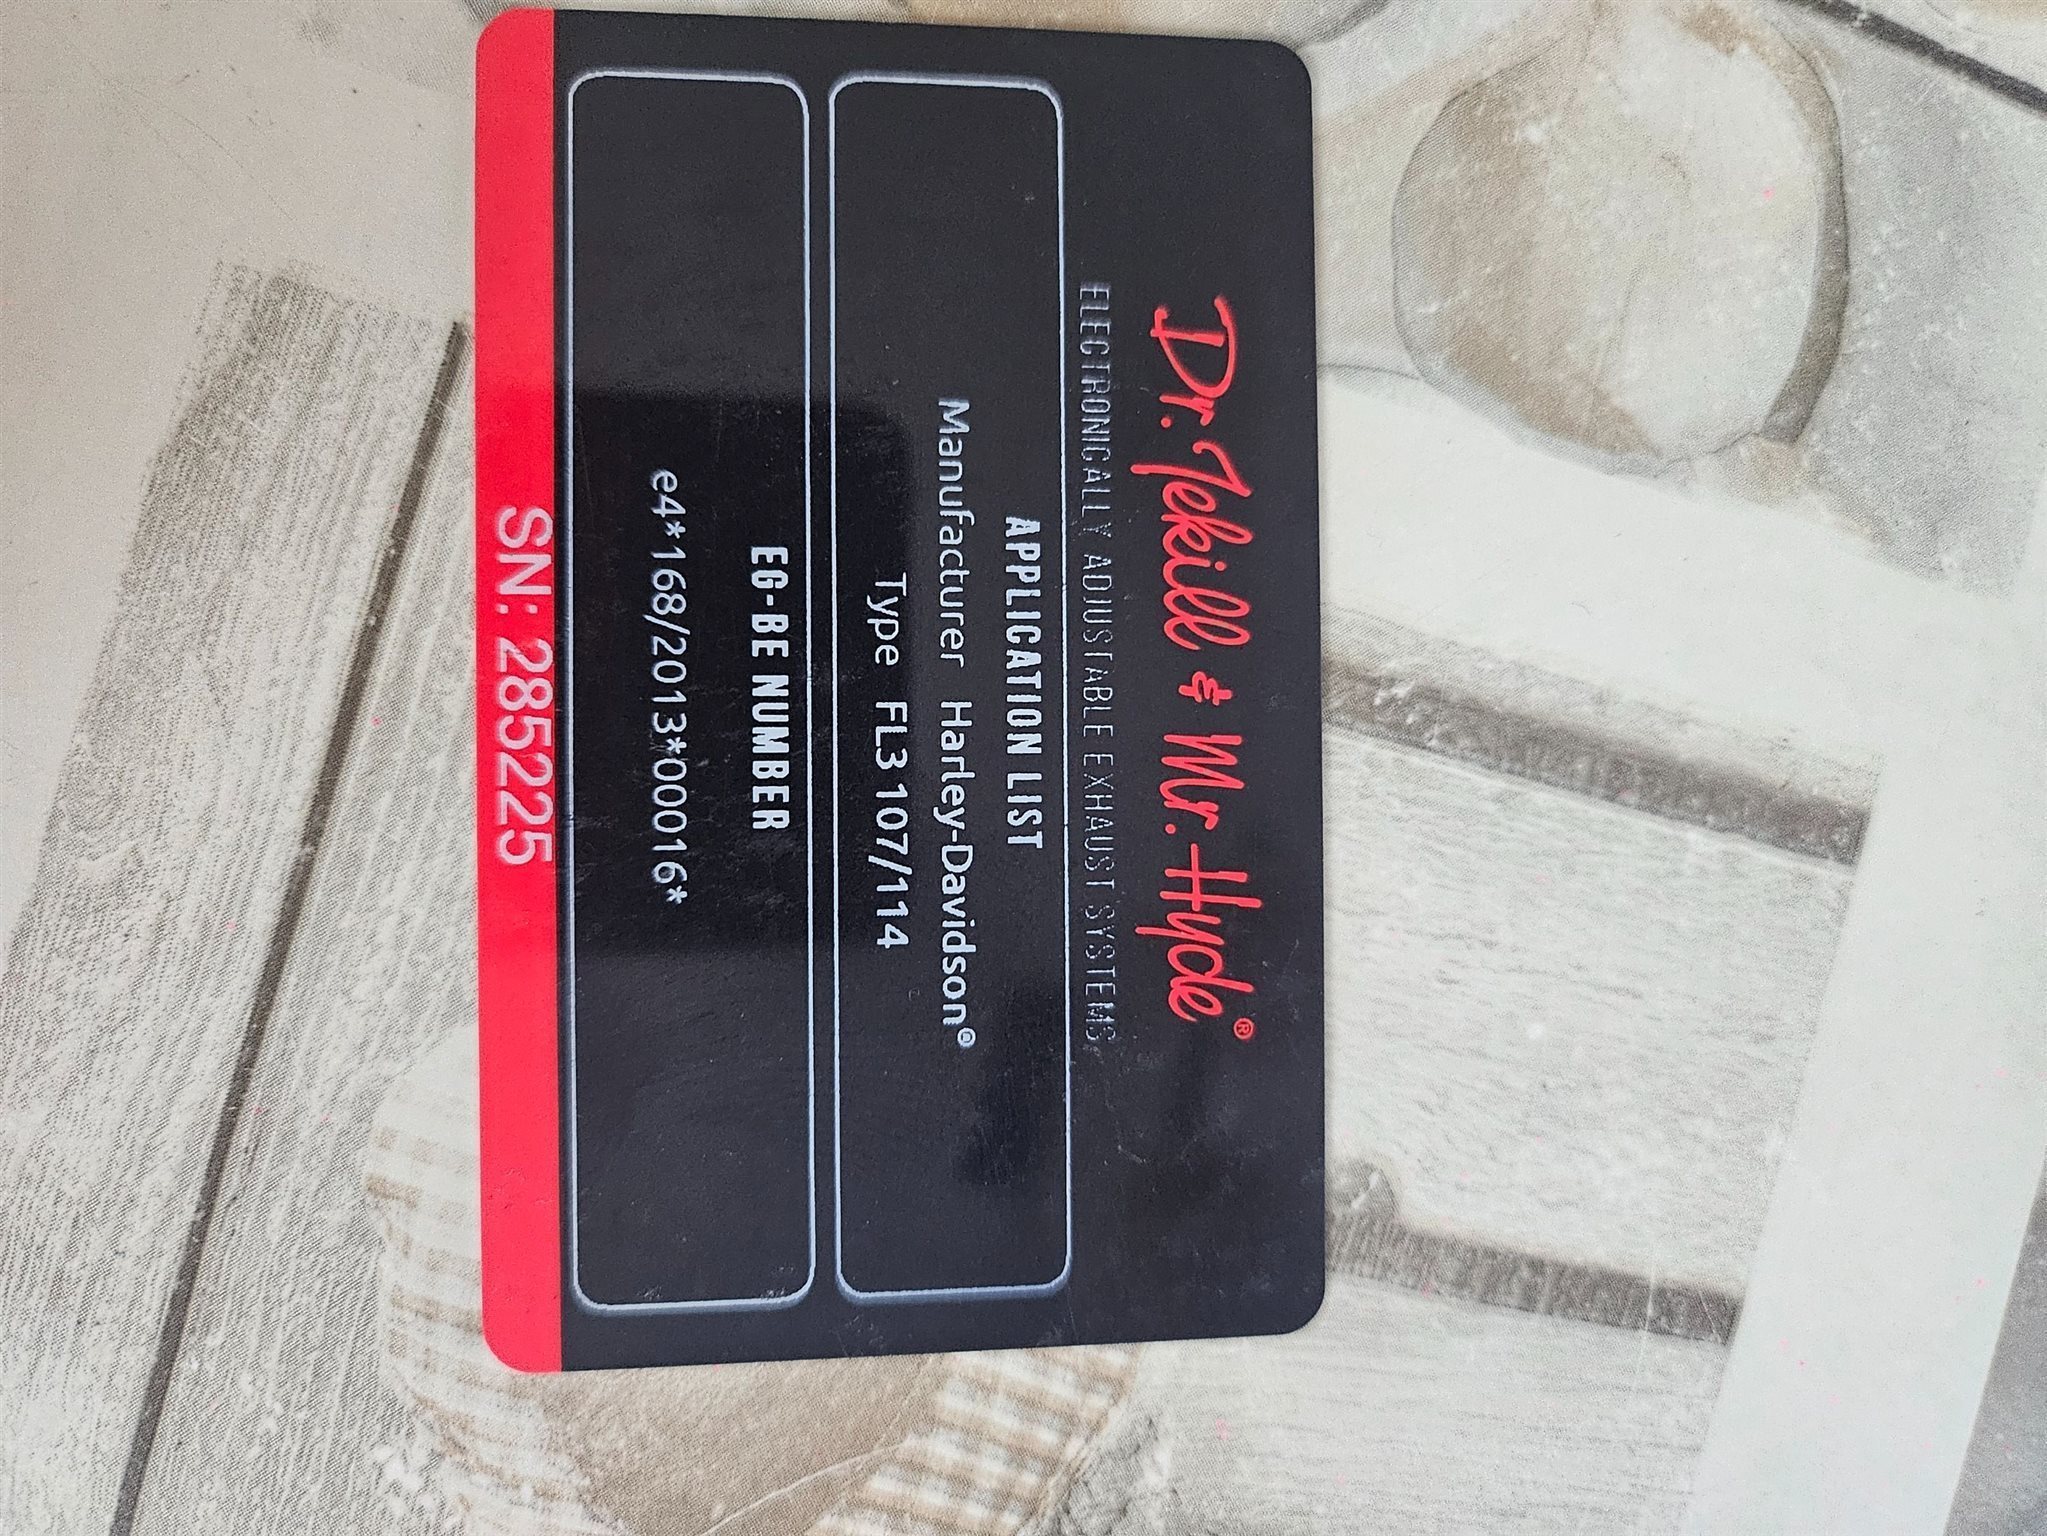 Dr. Jekill & Mr. Hyde®
ELECTRONICALLY ADJUSTABLE EXHAUST SYSTEMS
APPLICATION LIST
Manufacturer Harley-Davidson®
Type FL3 107/114
EG-BE NUMBER
e4*168/2013*00016*
SN: 285225